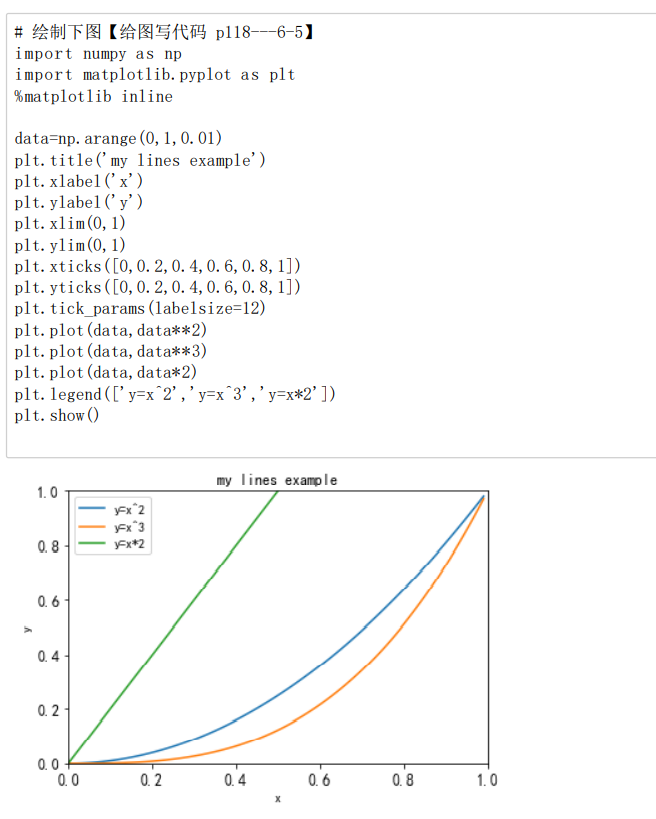 # 绘制下图【给图写代码 p118---6-5】
import numpy as np
import matplotlib.pyplot as plt
%matplotlib inline
data=np.arange(0,1,0.01)
plt.title('my lines example')
plt.xlabel('x')
plt.ylabel('y')
plt.xlim(0,1)
plt.ylim(0,1)
plt.xticks([0,0.2,0.4,0.6,0.8,1])
plt.yticks([0,0.2,0.4,0.6,0.8,1])
plt.tick_params(labelsize=12)
plt.plot(data,data**2)
plt.plot(data,data**3)
plt.plot(data,data*2)
plt.legend(['y=x^2','y=x^3','y=x*2'])
plt.show()
my lines example
1.0
y=x^2
y=x^3
y=x*2
0.8
0.6
y
0.4
0.2
0.0
0.0 0.2 0.4 0.6 0.8 1.0
x